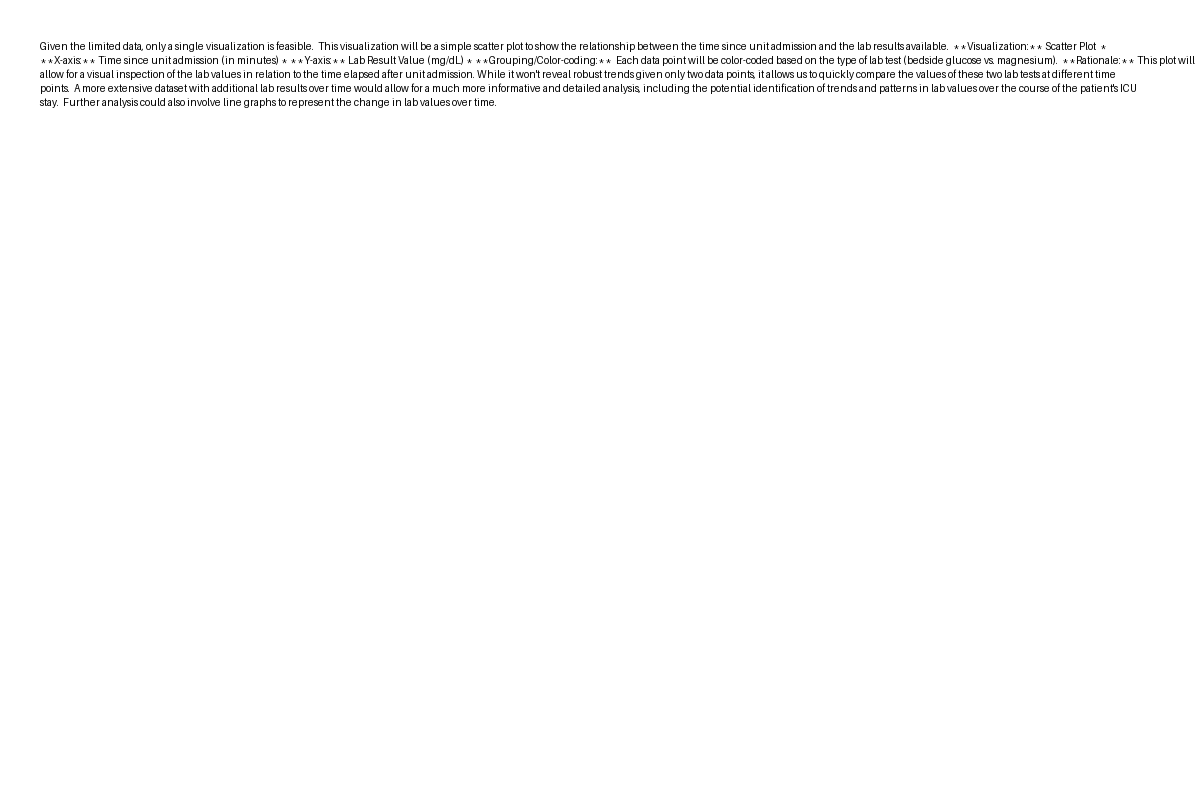 Given the limited data, only a single visualization is feasible.  This visualization will be a simple scatter plot to show the relationship between the time since unit admission and the lab results available.  **Visualization:** Scatter Plot  *
**X-axis:** Time since unit admission (in minutes) * **Y-axis:** Lab Result Value (mg/dL) * **Grouping/Color-coding:**  Each data point will be color-coded based on the type of lab test (bedside glucose vs. magnesium).  **Rationale:** This plot will
allow for a visual inspection of the lab values in relation to the time elapsed after unit admission. While it won't reveal robust trends given only two data points, it allows us to quickly compare the values of these two lab tests at different time
points.  A more extensive dataset with additional lab results over time would allow for a much more informative and detailed analysis, including the potential identification of trends and patterns in lab values over the course of the patient's ICU
stay.  Further analysis could also involve line graphs to represent the change in lab values over time.